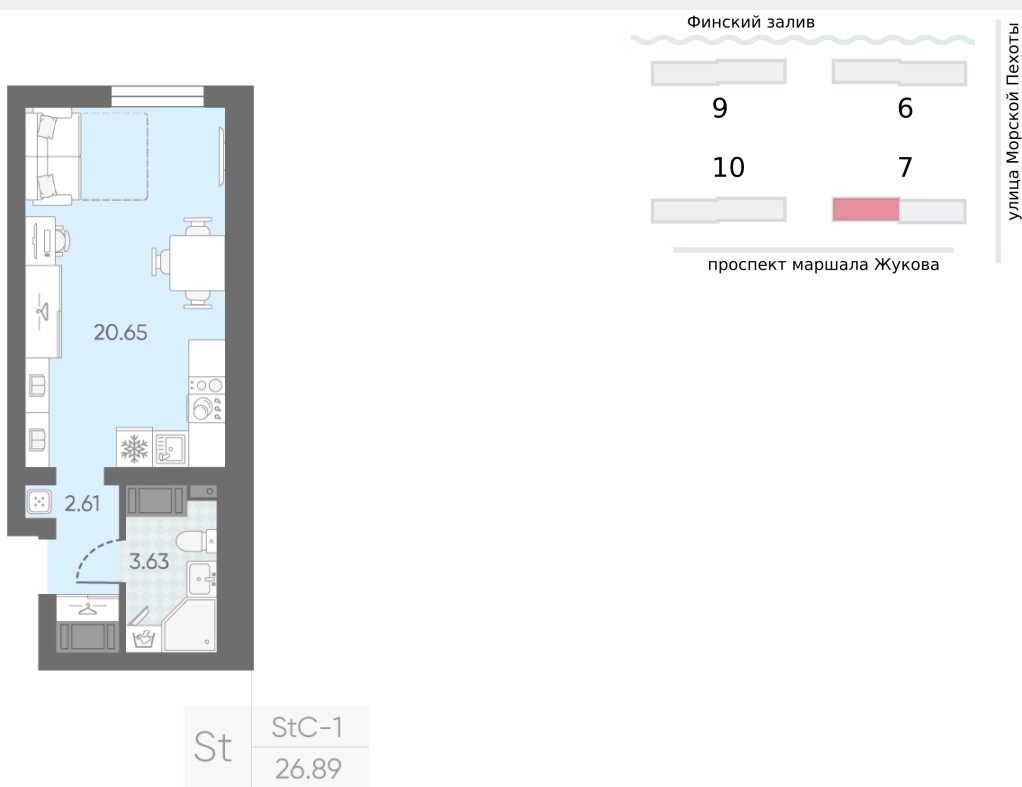 Финский залив
улица Морской Пехоты
9
6
10
7
проспект маршала Жукова
20.65
2.61
3.63
St
StC-1
26.89